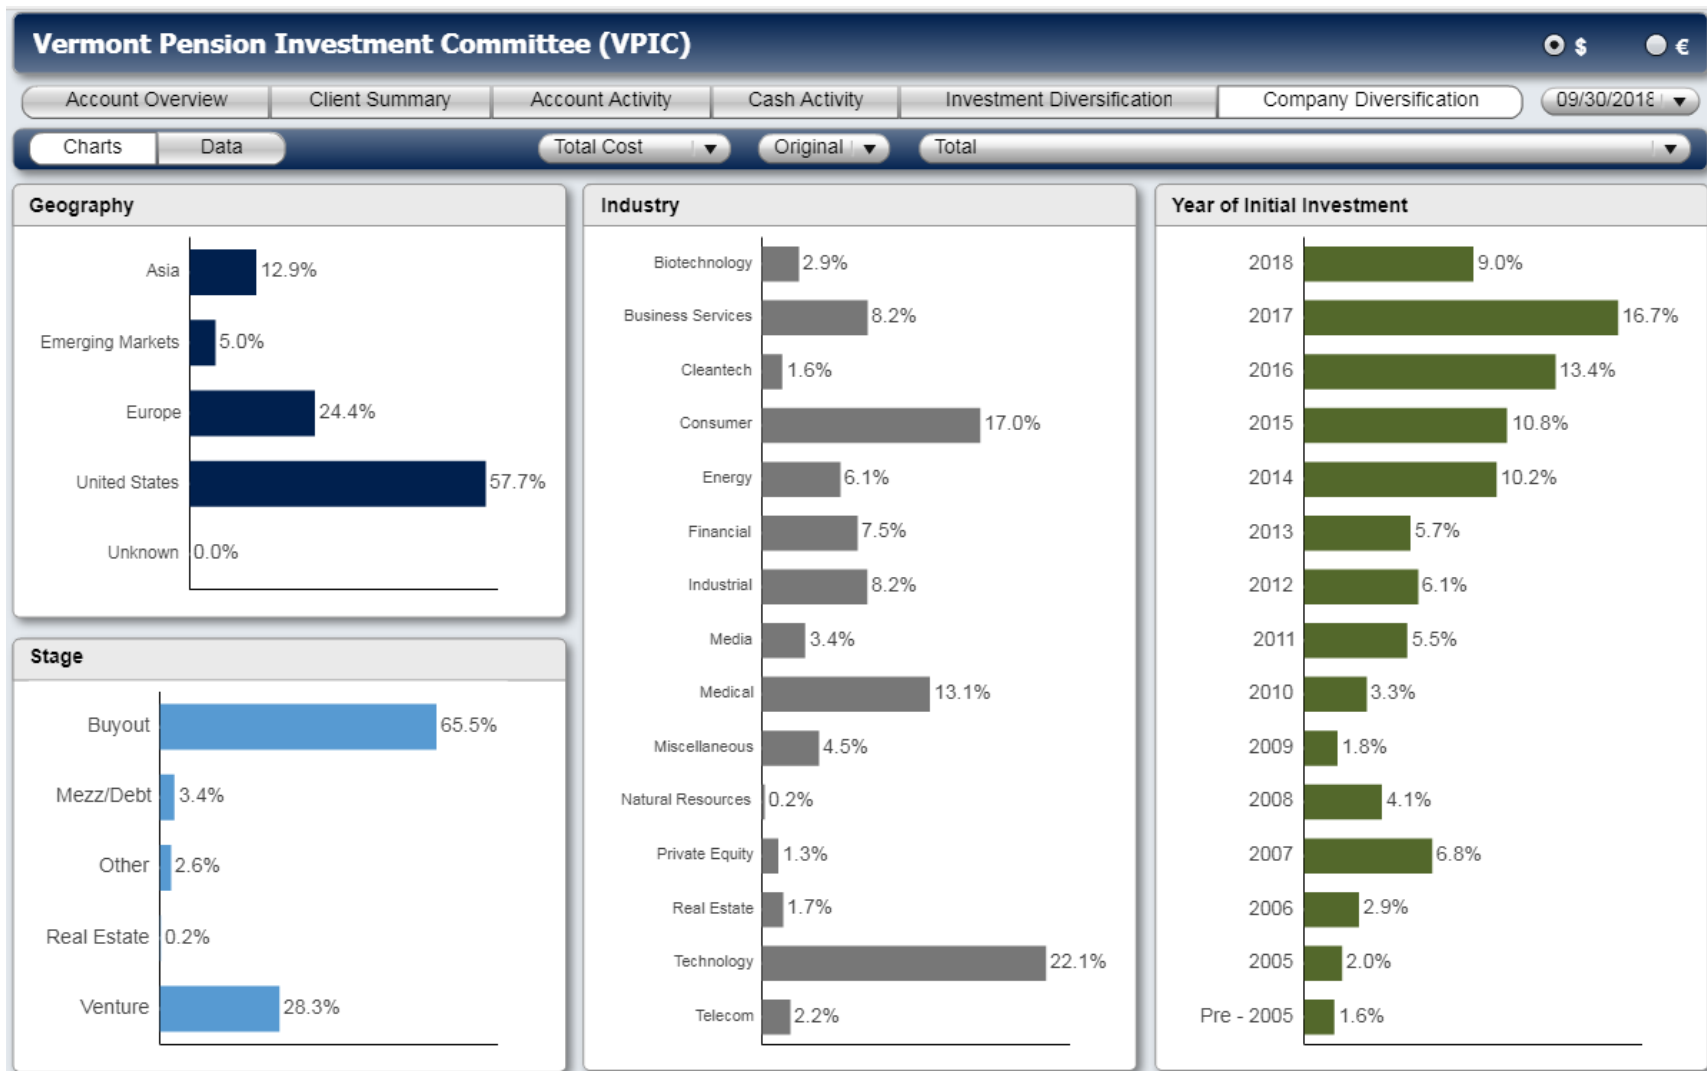 Vermont Pension Investment Committee (VPIC)
$ €
Account Overview Client Summary Account Activity Cash Activity Investment Diversification Company Diversification 09/30/2018
Charts Data Total Cost Original Total
Geography
Asia 12.9%
Emerging Markets 5.0%
Europe 24.4%
United States 57.7%
Unknown 0.0%
Stage
Buyout 65.5%
Mezz/Debt 3.4%
Other 2.6%
Real Estate 0.2%
Venture 28.3%
Industry
Biotechnology 2.9%
Business Services 8.2%
Cleantech 1.6%
Consumer 17.0%
Energy 6.1%
Financial 7.5%
Industrial 8.2%
Media 3.4%
Medical 13.1%
Miscellaneous 4.5%
Natural Resources 0.2%
Private Equity 1.3%
Real Estate 1.7%
Technology 22.1%
Telecom 2.2%
Year of Initial Investment
2018 9.0%
2017 16.7%
2016 13.4%
2015 10.8%
2014 10.2%
2013 5.7%
2012 6.1%
2011 5.5%
2010 3.3%
2009 1.8%
2008 4.1%
2007 6.8%
2006 2.9%
2005 2.0%
Pre - 2005 1.6%